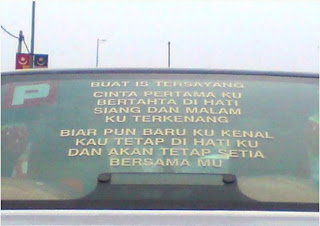 BUAT IS TERSAYANG
CINTA PERTAMA KU
BERTAHTA DI HATI
SIANG DAN MALAM
KU TERKENANG
BIAR PUN BARU KU KENAL
KAU TETAP DI HATI KU
DAN AKAN TETAP SETIA
BERSAMA MU
P